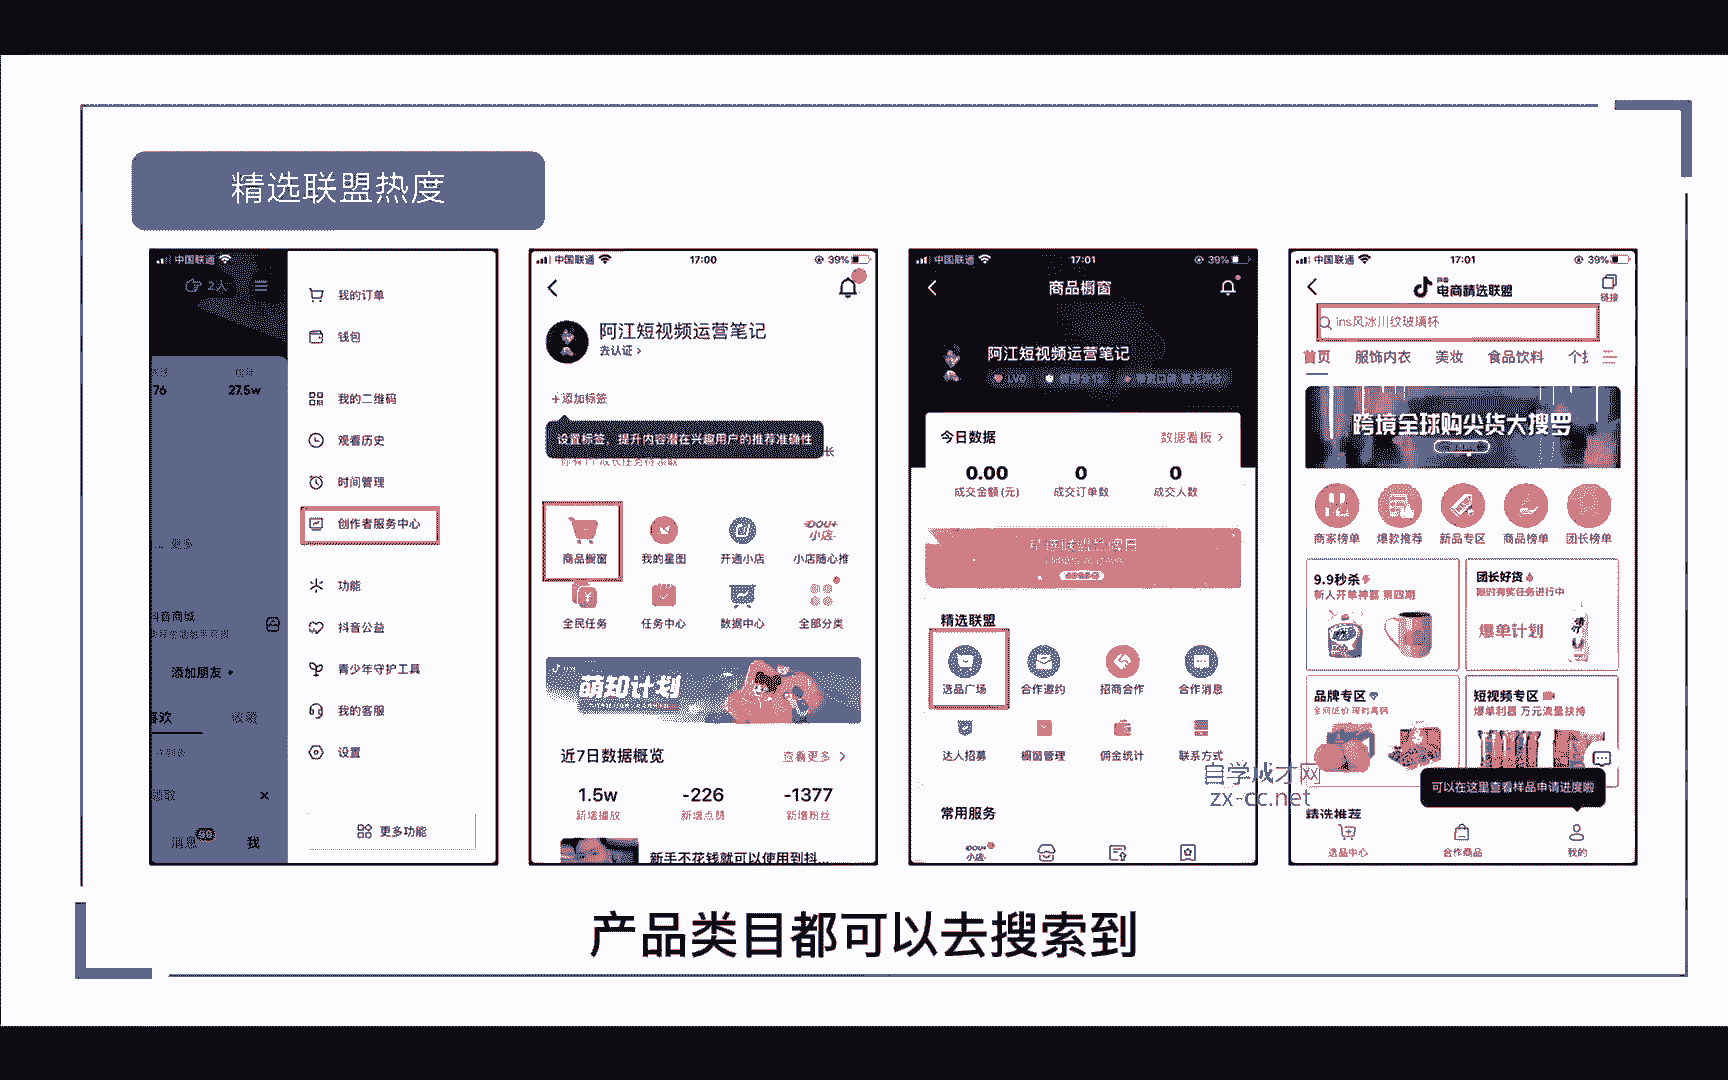 精选联盟热度
中国联通
2人
76
27.5w
... 更多
抖音商城
添加朋友
喜欢 收藏
消息 我
我的订单
钱包
我的二维码
观看历史
时间管理
创作者服务中心
功能
抖音公益
青少年守护工具
我的客服
设置
更多功能
中国联通 17:00 39%
阿江短视频运营笔记
去认证 >
+添加标签
设置标签，提升内容潜在兴趣用户的推荐准确性
商品橱窗 我的星图 开通小店 小店随心推
全民任务 任务中心 数据中心 全部分类
萌知计划
近7日数据概览 查看更多 >
1.5w -226 -1377
新增播放 新增点赞 新增粉丝
新手不花钱就可以使用到抖...
中国联通 17:01 39%
商品橱窗
阿江短视频运营笔记
今日数据 数据看板 >
0.00 0 0
成交金额(元) 成交订单数 成交人数
精选联盟
选品广场 合作邀约 招商合作 合作消息
达人招募 橱窗管理 佣金统计 联系方式
常用服务
中国联通 17:01 39%
电商精选联盟
链接
ins风冰川纹玻璃杯
首页 服饰内衣 美妆 食品饮料
跨境全球购尖货大搜罗
商家榜单 爆款推荐 新品专区 商品榜单 团长榜单
9.9秒杀 团长好货
新人开单神器 第四期 限时有奖任务进行中
爆单计划
品牌专区 短视频专区
爆单利器 万元流量扶持
可以在这里查看样品申请进度啦
精选推荐
选品中心 合作商品 我的
自学成才网
zx-cc.net
产品类目都可以去搜索到